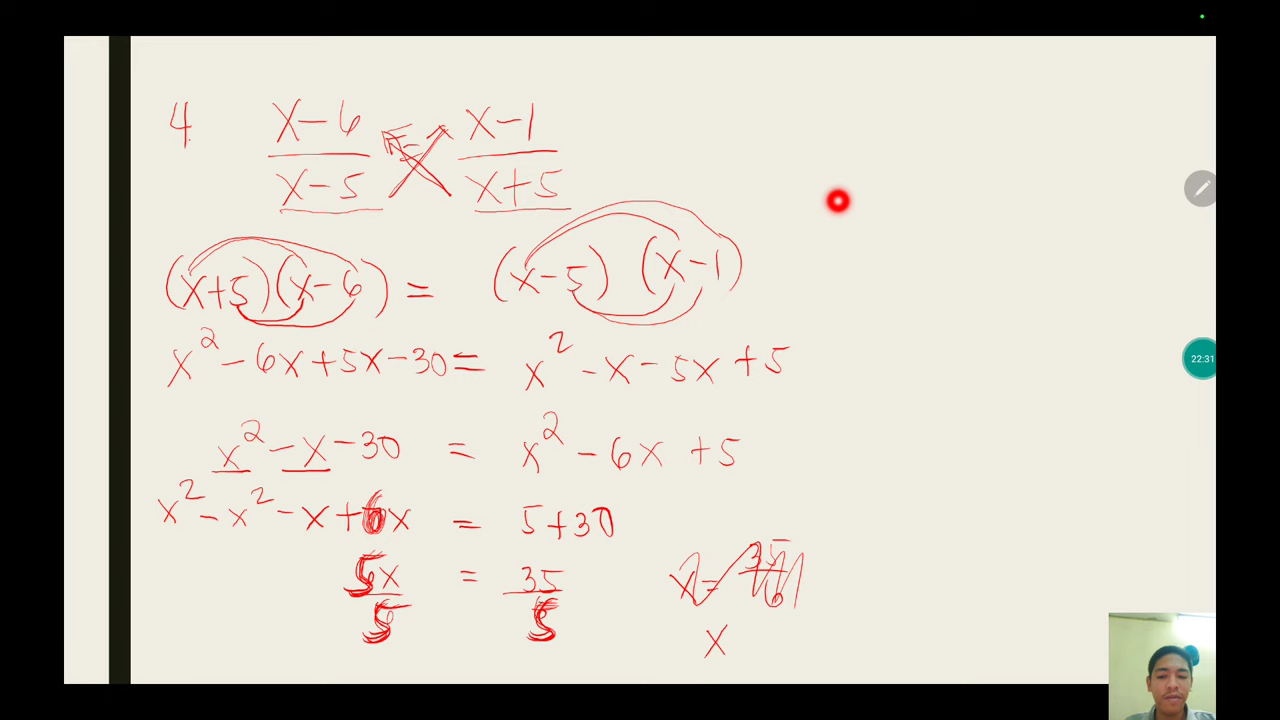 4 (x-6)/(x-5) = (x-1)/(x+5)
(x+5)(x-6) = (x-5)(x-1)
x² - 6x + 5x - 30 = x² - x - 5x + 5
x² - x - 30 = x² - 6x + 5
x² - x² - x + 6x = 5 + 30
5x/5 = 35/5
x
22:31